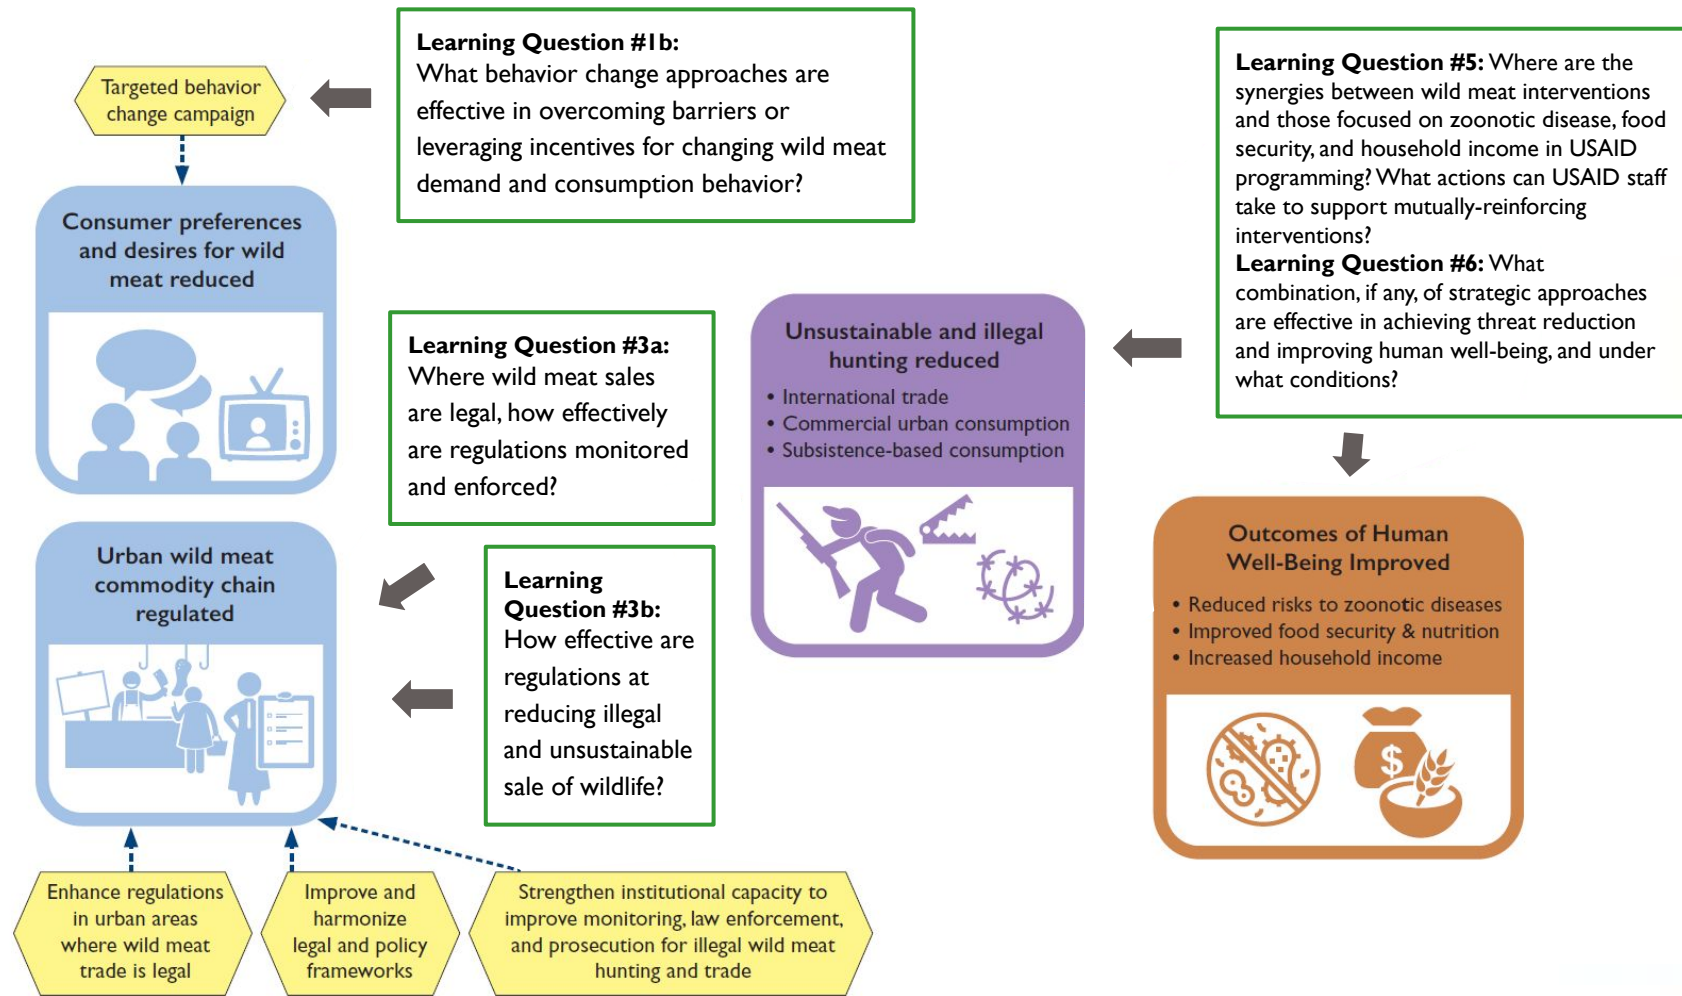 Learning Question #1b:
What behavior change approaches are
effective in overcoming barriers or
leveraging incentives for changing wild meat
demand and consumption behavior?
Targeted behavior
change campaign
Consumer preferences
and desires for wild
meat reduced
Learning Question #3a:
Where wild meat sales
are legal, how effectively
are regulations monitored
and enforced?
Urban wild meat
commodity chain
regulated
Learning
Question #3b:
How effective are
regulations at
reducing illegal
and unsustainable
sale of wildlife?
Enhance regulations
in urban areas
where wild meat
trade is legal
Improve and
harmonize
legal and policy
frameworks
Strengthen institutional capacity to
improve monitoring, law enforcement,
and prosecution for illegal wild meat
hunting and trade
Unsustainable and illegal
hunting reduced
• International trade
• Commercial urban consumption
• Subsistence-based consumption
Learning Question #5: Where are the
synergies between wild meat interventions
and those focused on zoonotic disease, food
security, and household income in USAID
programming? What actions can USAID staff
take to support mutually-reinforcing
interventions?
Learning Question #6: What
combination, if any, of strategic approaches
are effective in achieving threat reduction
and improving human well-being, and under
what conditions?
Outcomes of Human
Well-Being Improved
• Reduced risks to zoonotic diseases
• Improved food security & nutrition
• Increased household income
$